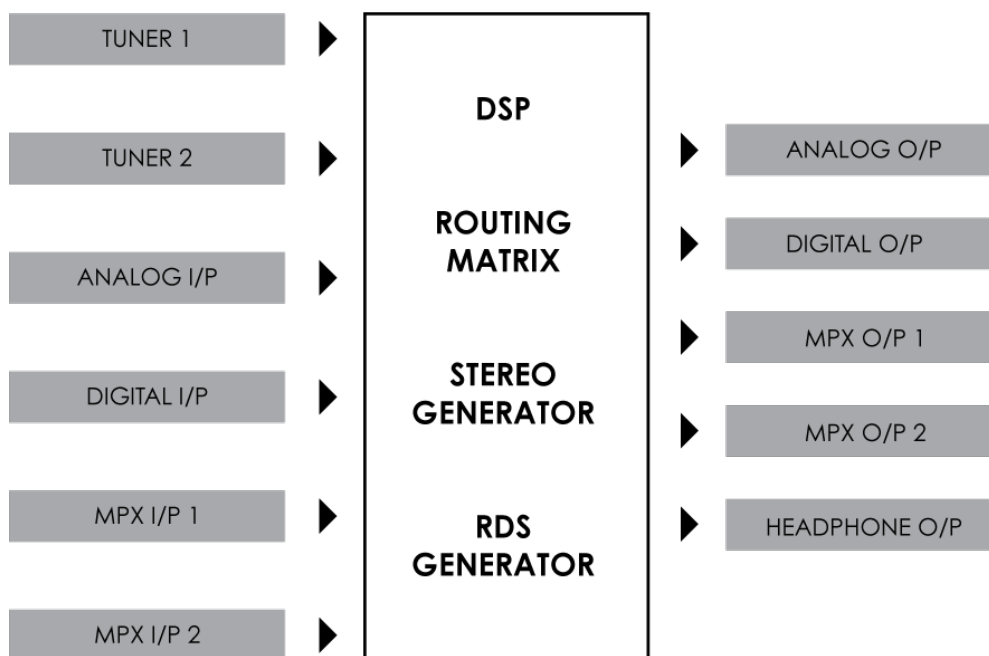 TUNER 1
TUNER 2
ANALOG I/P
DIGITAL I/P
MPX I/P 1
MPX I/P 2
DSP
ROUTING
MATRIX
STEREO
GENERATOR
RDS
GENERATOR
ANALOG O/P
DIGITAL O/P
MPX O/P 1
MPX O/P 2
HEADPHONE O/P